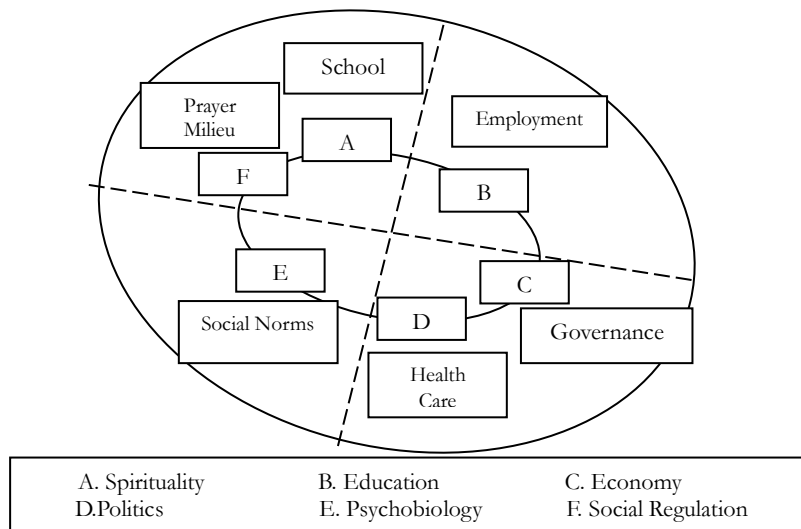 School
Prayer
Milieu
Employment
A
F
B
E
C
D
Social Norms
Governance
Health
Care
A. Spirituality B. Education C. Economy
D.Politics E. Psychobiology F. Social Regulation